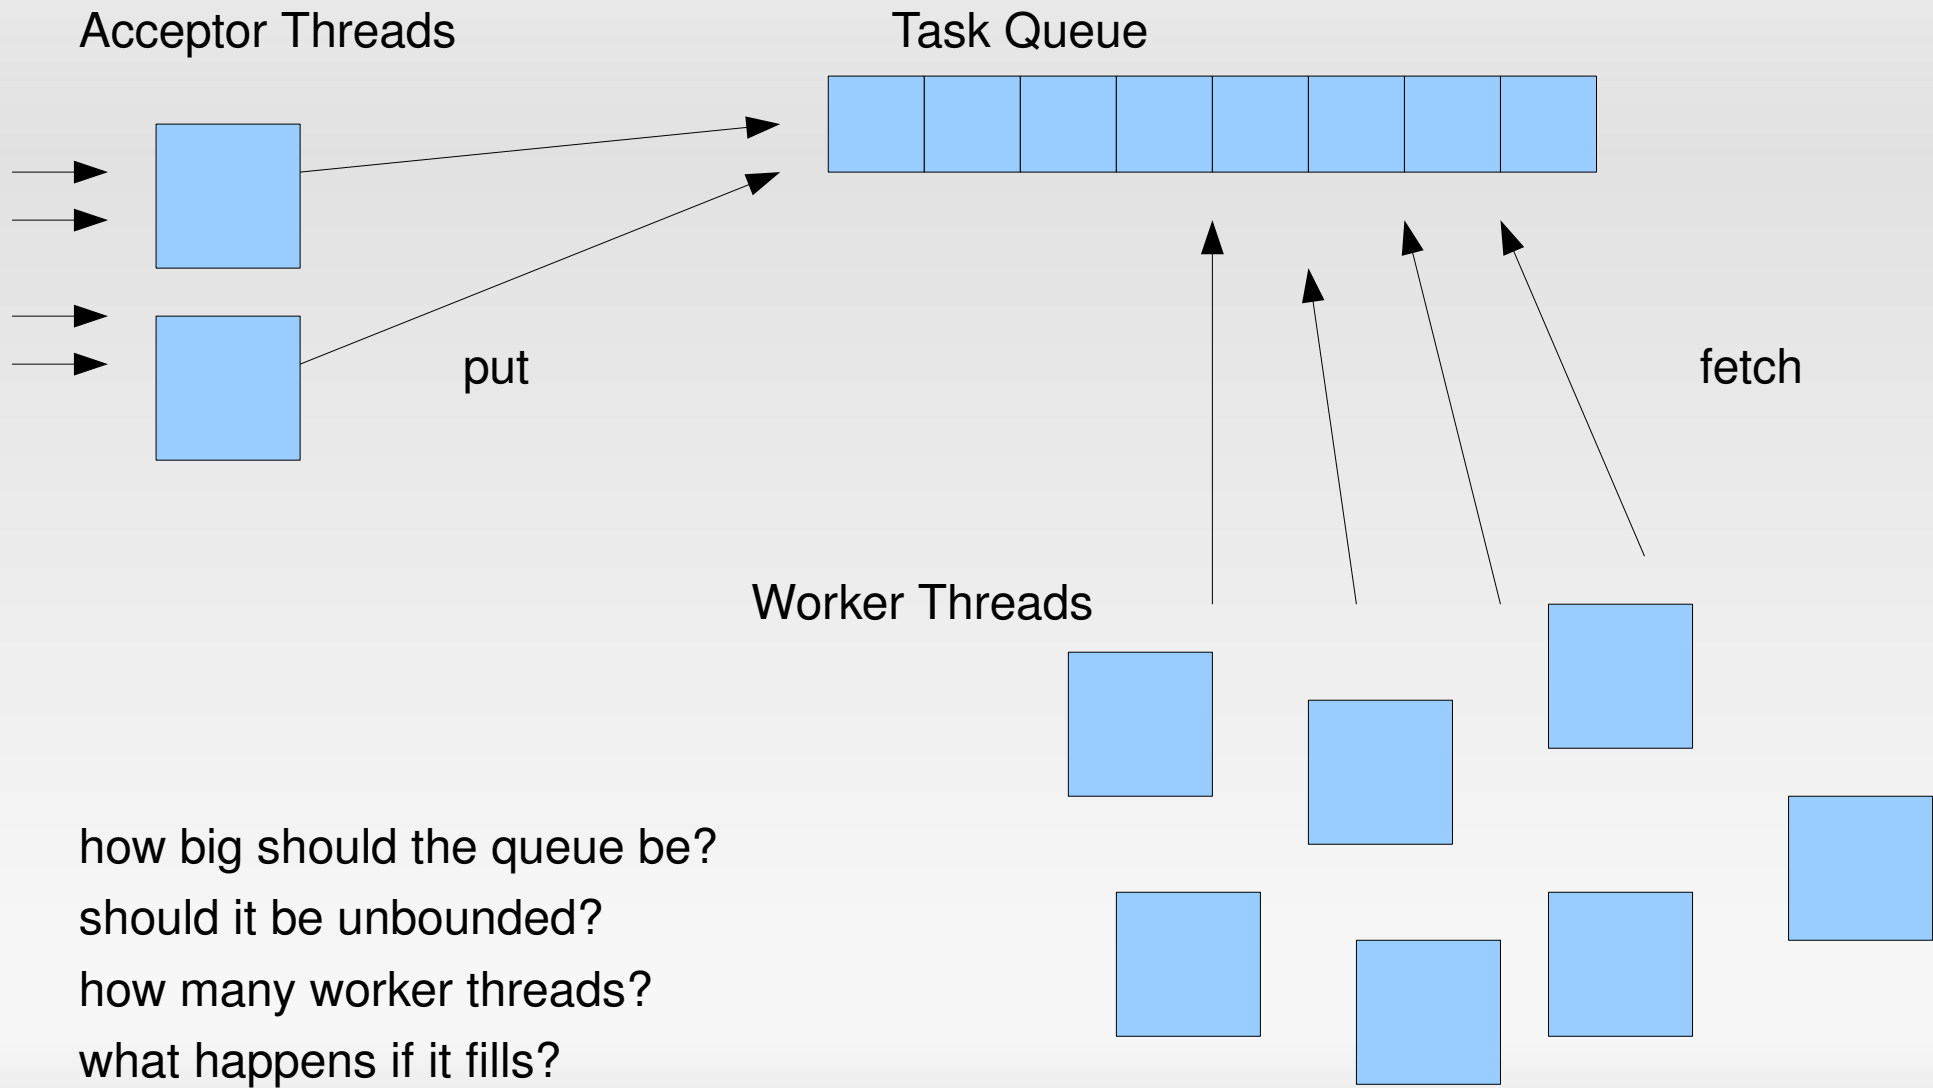 Acceptor Threads
Task Queue
put
fetch
Worker Threads
how big should the queue be?
should it be unbounded?
how many worker threads?
what happens if it fills?